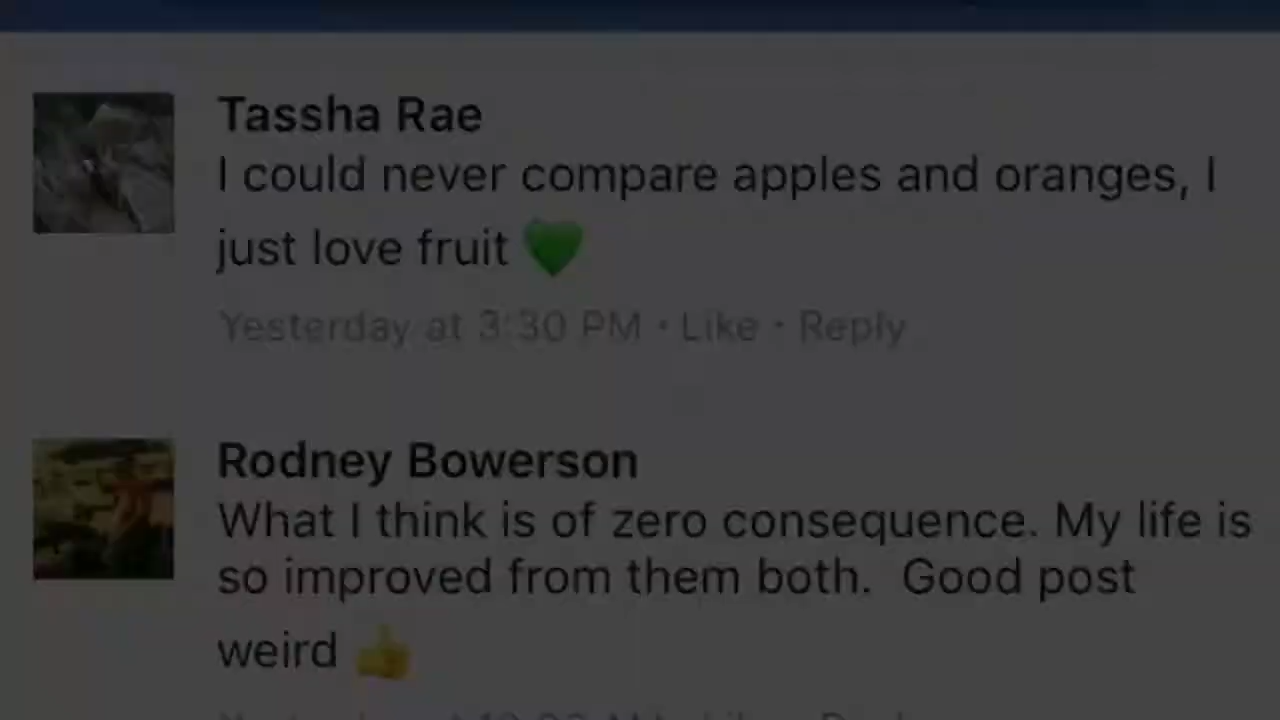 Tassha Rae
I could never compare apples and oranges, I
just love fruit 💚
Yesterday at 3:30 PM • Like • Reply
Rodney Bowerson
What I think is of zero consequence. My life is
so improved from them both.  Good post
weird 👍